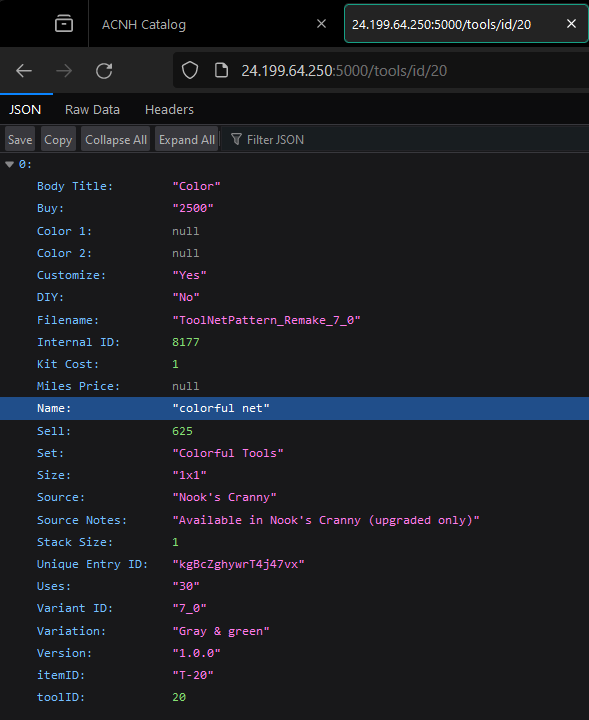 ACNH Catalog
24.199.64.250:5000/tools/id/20
24.199.64.250:5000/tools/id/20
JSON Raw Data Headers
Save Copy Collapse All Expand All Filter JSON
0:
Body Title: "Color"
Buy: "2500"
Color 1: null
Color 2: null
Customize: "Yes"
DIY: "No"
Filename: "ToolNetPattern_Remake_7_0"
Internal ID: 8177
Kit Cost: 1
Miles Price: null
Name: "colorful net"
Sell: 625
Set: "Colorful Tools"
Size: "1x1"
Source: "Nook's Cranny"
Source Notes: "Available in Nook's Cranny (upgraded only)"
Stack Size: 1
Unique Entry ID: "kgBcZghywrT4j47vx"
Uses: "30"
Variant ID: "7_0"
Variation: "Gray & green"
Version: "1.0.0"
itemID: "T-20"
toolID: 20